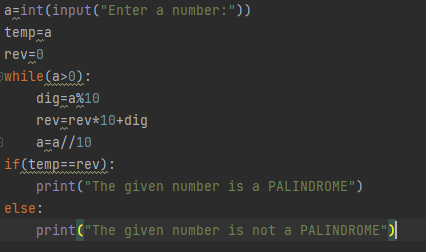 a=int(input("Enter a number:"))
temp=a
rev=0
while(a>0):
    dig=a%10
    rev=rev*10+dig
    a=a//10
if(temp==rev):
    print("The given number is a PALINDROME")
else:
    print("The given number is not a PALINDROME")